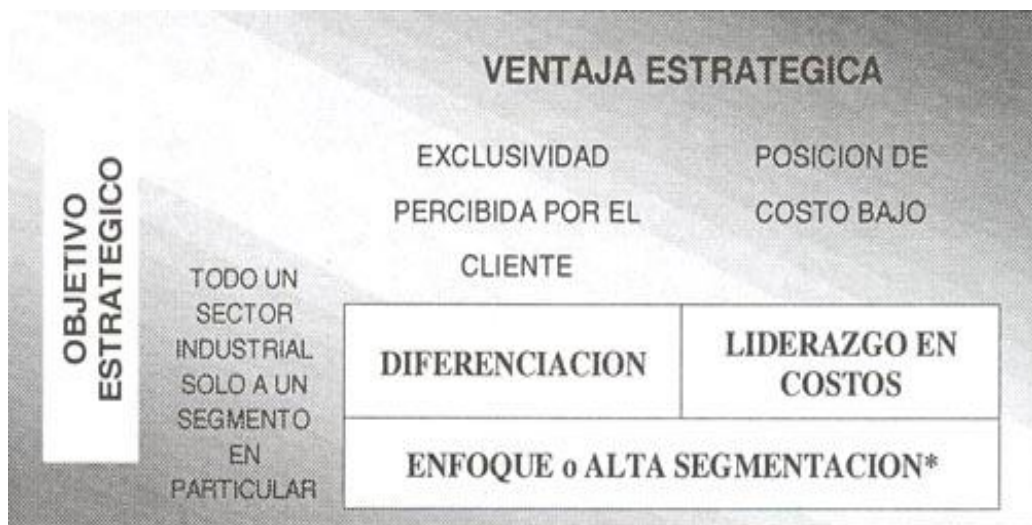 VENTAJA ESTRATEGICA
EXCLUSIVIDAD
PERCIBIDA POR EL
CLIENTE
POSICION DE
COSTO BAJO
OBJETIVO
ESTRATEGICO
TODO UN
SECTOR
INDUSTRIAL
SOLO A UN
SEGMENTO
EN
PARTICULAR
DIFERENCIACION
LIDERAZGO EN
COSTOS
ENFOQUE o ALTA SEGMENTACION*